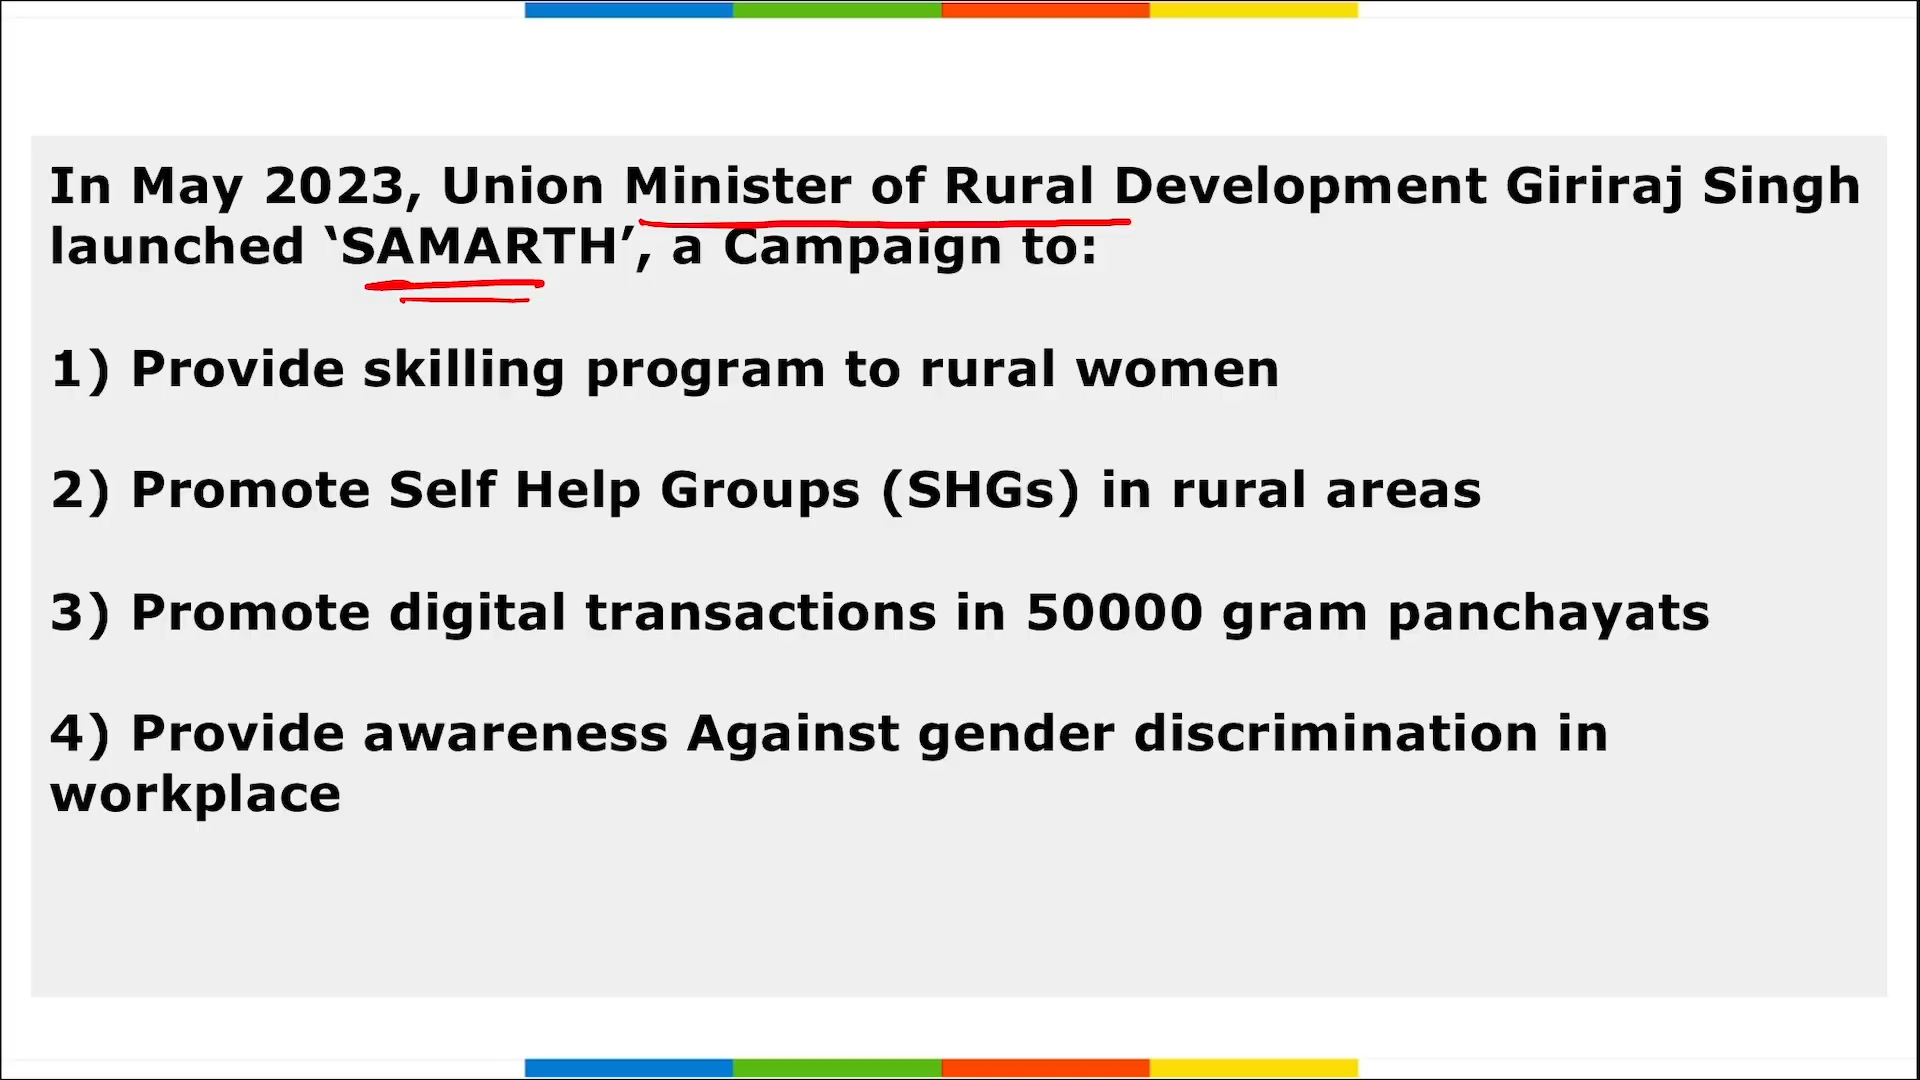 In May 2023, Union Minister of Rural Development Giriraj Singh
launched ‘SAMARTH’, a Campaign to:
1) Provide skilling program to rural women
2) Promote Self Help Groups (SHGs) in rural areas
3) Promote digital transactions in 50000 gram panchayats
4) Provide awareness Against gender discrimination in
workplace